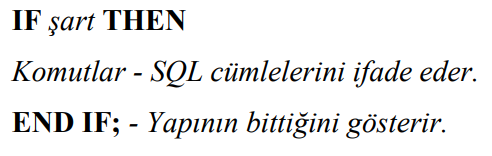 IF şart THEN
Komutlar - SQL cümlelerini ifade eder.
END IF; - Yapının bittiğini gösterir.